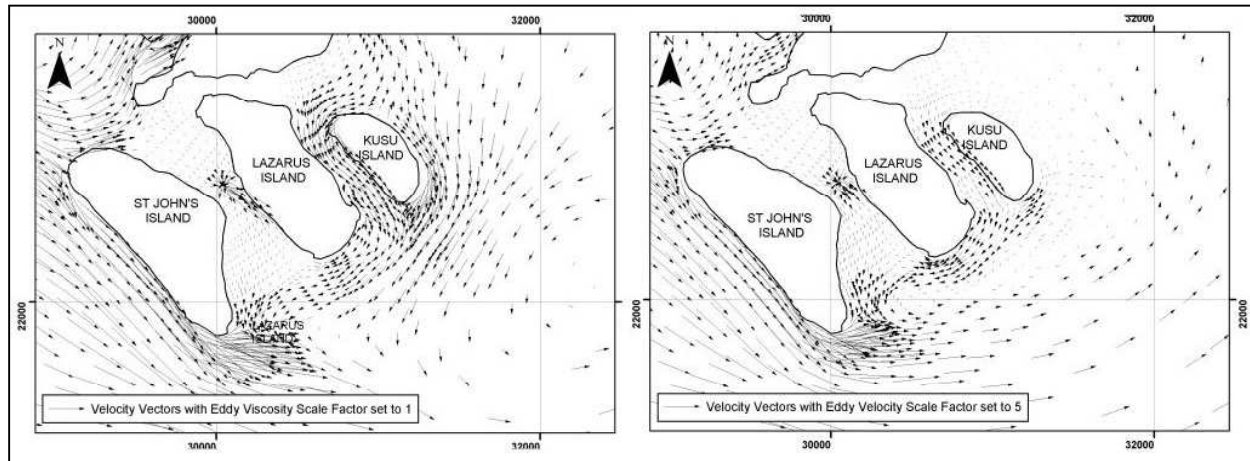 30000
32000
N
KUSU
ISLAND
LAZARUS
ISLAND
ST JOHN'S
ISLAND
22000
22000
LAZARUS
ISLAND
Velocity Vectors with Eddy Viscosity Scale Factor set to 1
30000
32000
30000
32000
N
KUSU
ISLAND
LAZARUS
ISLAND
ST JOHN'S
ISLAND
22000
22000
Velocity Vectors with Eddy Velocity Scale Factor set to 5
30000
32000